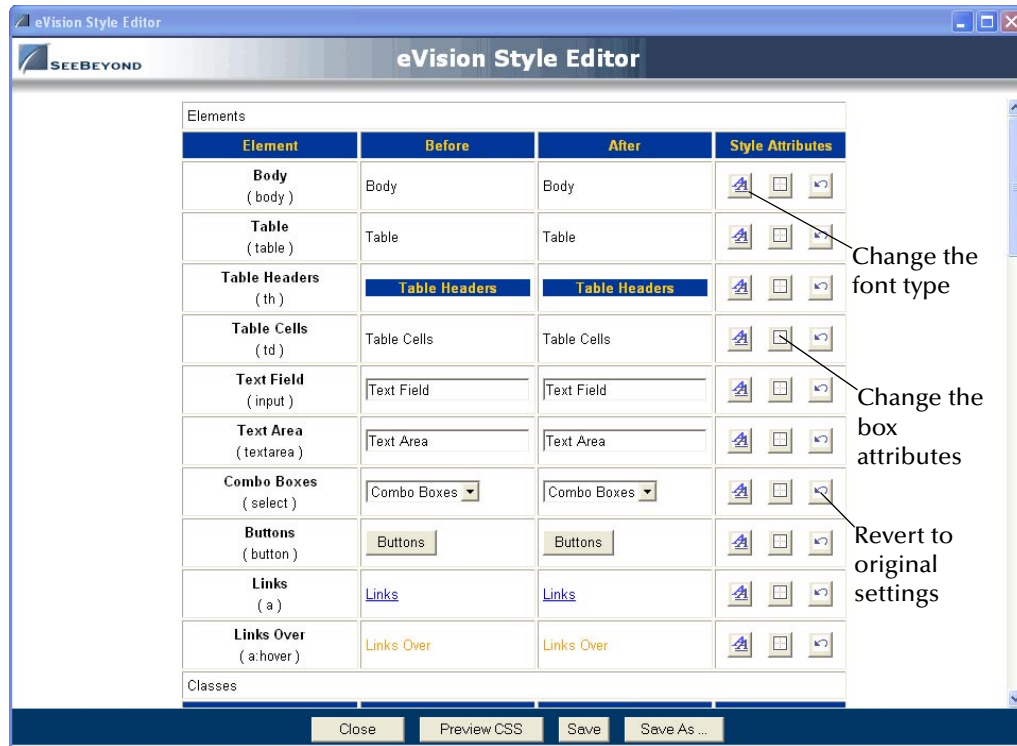 eVision Style Editor
SEEBEYOND
eVision Style Editor
Elements
Element Before After Style Attributes
Body
( body )
Body Body
Table
( table )
Table Table
Table Headers
( th )
Table Headers Table Headers
Table Cells
( td )
Table Cells Table Cells
Text Field
( input )
Text Field Text Field
Text Area
( textarea )
Text Area Text Area
Combo Boxes
( select )
Combo Boxes Combo Boxes
Buttons
( button )
Buttons Buttons
Links
( a )
Links Links
Links Over
( a:hover )
Links Over Links Over
Classes
Change the
font type
Change the
box
attributes
Revert to
original
settings
Close Preview CSS Save Save As ...